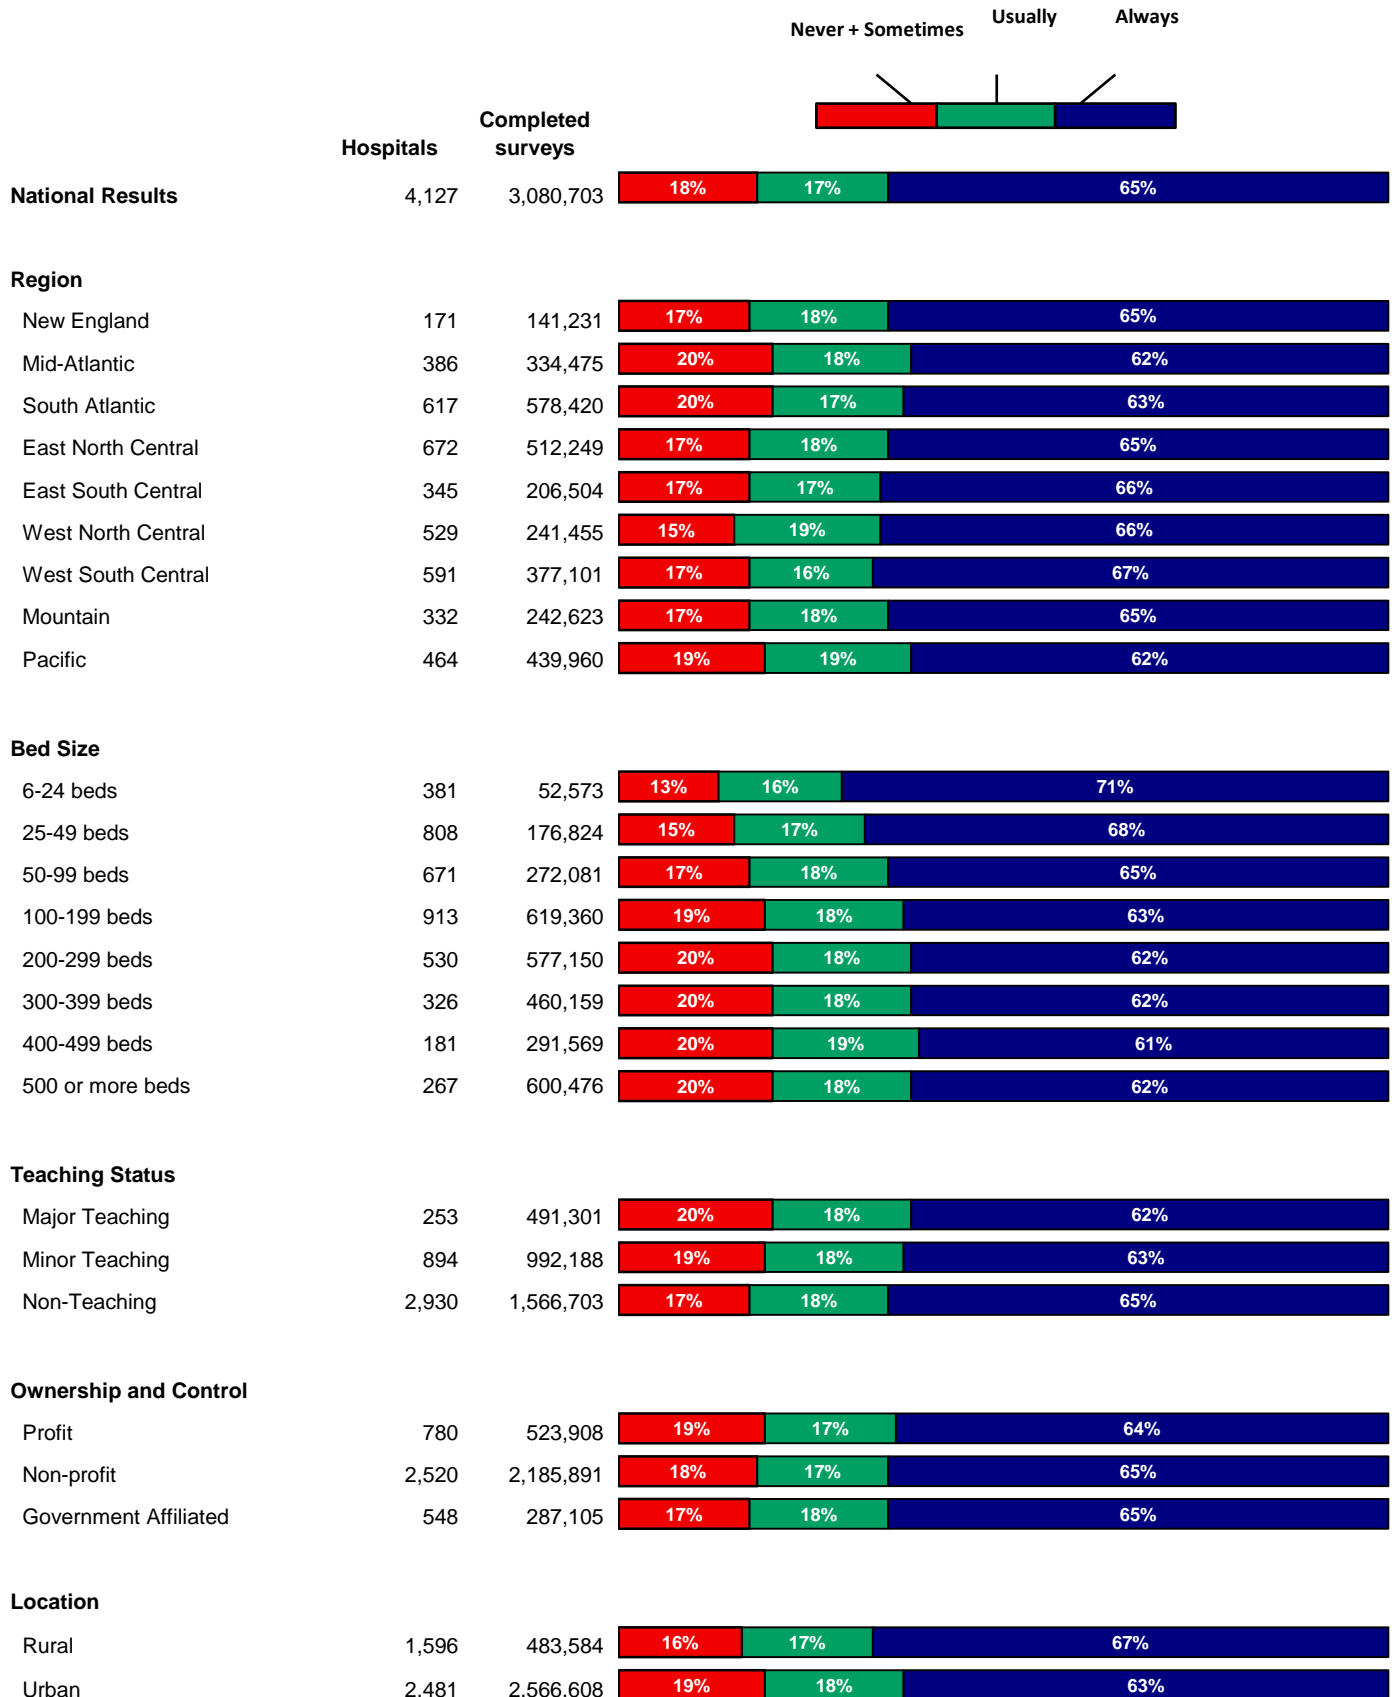 Never + Sometimes Usually Always
Hospitals Completed surveys
National Results 4,127 3,080,703 18% 17% 65%
Region
New England 171 141,231 17% 18% 65%
Mid-Atlantic 386 334,475 20% 18% 62%
South Atlantic 617 578,420 20% 17% 63%
East North Central 672 512,249 17% 18% 65%
East South Central 345 206,504 17% 17% 66%
West North Central 529 241,455 15% 19% 66%
West South Central 591 377,101 17% 16% 67%
Mountain 332 242,623 17% 18% 65%
Pacific 464 439,960 19% 19% 62%
Bed Size
6-24 beds 381 52,573 13% 16% 71%
25-49 beds 808 176,824 15% 17% 68%
50-99 beds 671 272,081 17% 18% 65%
100-199 beds 913 619,360 19% 18% 63%
200-299 beds 530 577,150 20% 18% 62%
300-399 beds 326 460,159 20% 18% 62%
400-499 beds 181 291,569 20% 19% 61%
500 or more beds 267 600,476 20% 18% 62%
Teaching Status
Major Teaching 253 491,301 20% 18% 62%
Minor Teaching 894 992,188 19% 18% 63%
Non-Teaching 2,930 1,566,703 17% 18% 65%
Ownership and Control
Profit 780 523,908 19% 17% 64%
Non-profit 2,520 2,185,891 18% 17% 65%
Government Affiliated 548 287,105 17% 18% 65%
Location
Rural 1,596 483,584 16% 17% 67%
Urban 2,481 2,566,608 19% 18% 63%